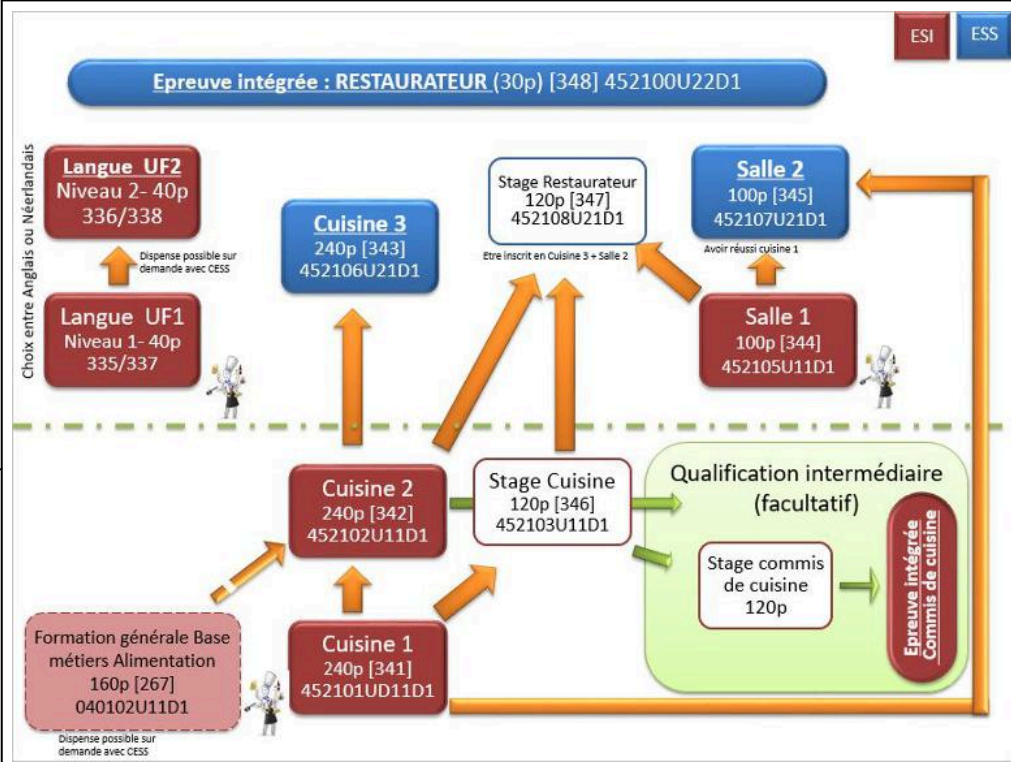 ESI
ESS
Epreuve intégrée : RESTAURATEUR (30p) [348] 452100U22D1
Choix entre Anglais ou Néerlandais
Langue UF2
Niveau 2- 40p
336/338
Dispense possible sur
demande avec CESS
Langue UF1
Niveau 1- 40p
335/337
Cuisine 3
240p [343]
452106U21D1
Stage Restaurateur
120p [347]
452108U21D1
Etre inscrit en Cuisine 3 + Salle 2
Salle 2
100p [345]
452107U21D1
Avoir réussi cuisine 1
Salle 1
100p [344]
452105U11D1
Cuisine 2
240p [342]
452102U11D1
Stage Cuisine
120p [346]
452103U11D1
Qualification intermédiaire
(facultatif)
Stage commis
de cuisine
120p
Epreuve intégrée
Commis de cuisine
Formation générale Base
métiers Alimentation
160p [267]
040102U11D1
Dispense possible sur
demande avec CESS
Cuisine 1
240p [341]
452101UD11D1